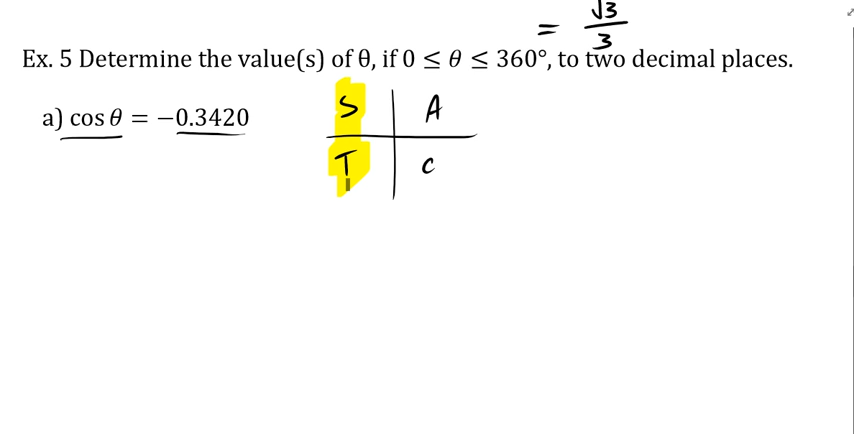 = √3/3
Ex. 5 Determine the value(s) of θ, if 0 ≤ θ ≤ 360°, to two decimal places.
a) cos θ = −0.3420
S A
T C